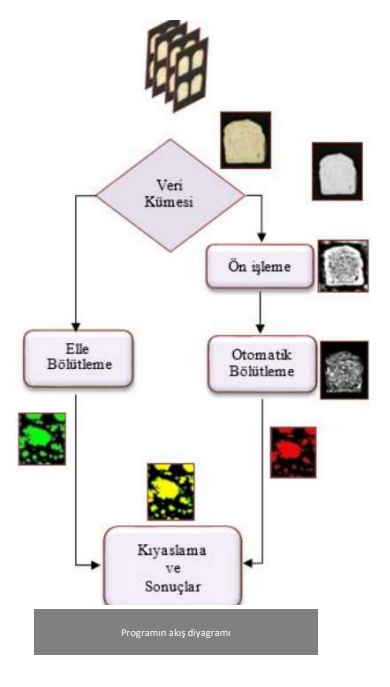 Veri
Kümesi
Ön işleme
Elle
Bölütleme
Otomatik
Bölütleme
Kıyaslama
ve
Sonuçlar
Programın akış diyagramı